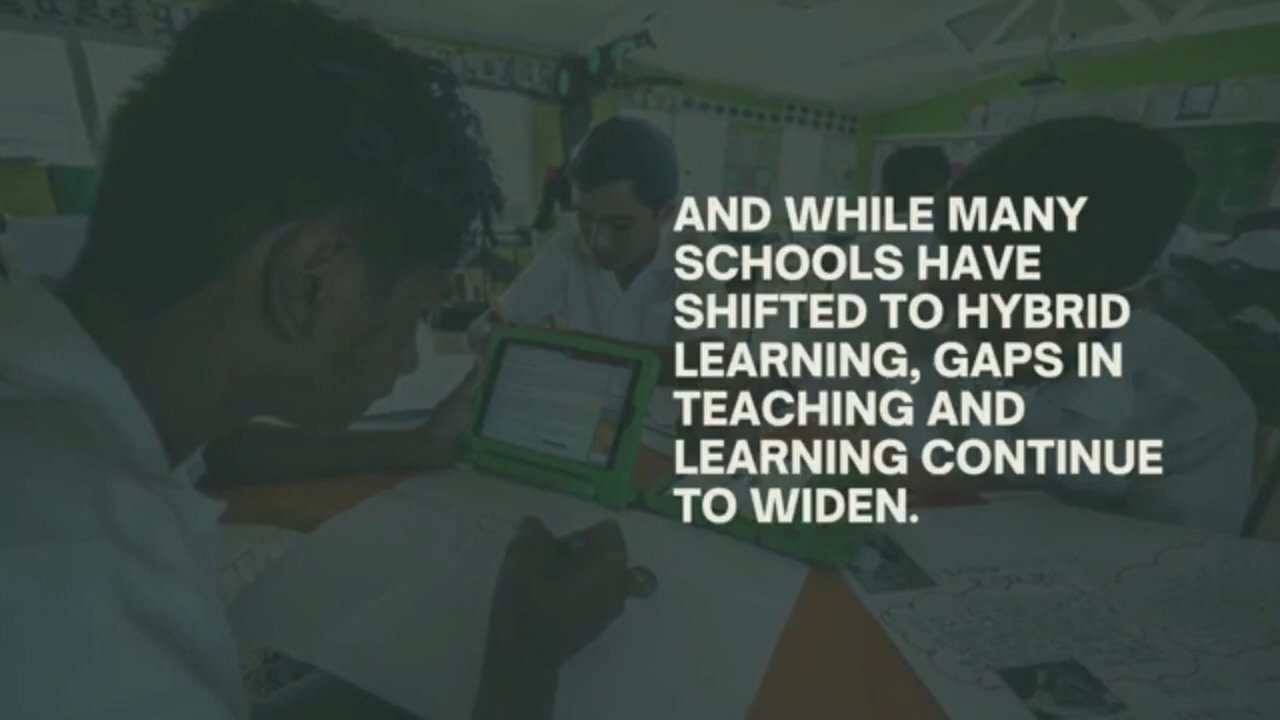 AND WHILE MANY
SCHOOLS HAVE
SHIFTED TO HYBRID
LEARNING, GAPS IN
TEACHING AND
LEARNING CONTINUE
TO WIDEN.